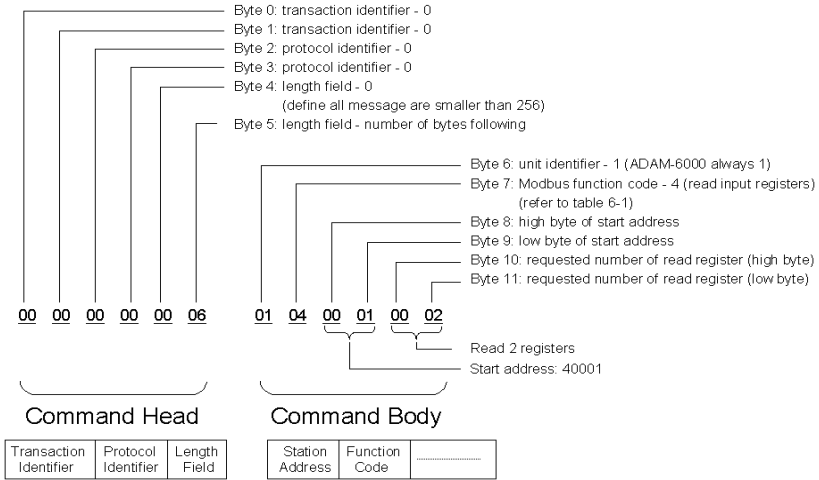 Byte 0: transaction identifier - 0
Byte 1: transaction identifier - 0
Byte 2: protocol identifier - 0
Byte 3: protocol identifier - 0
Byte 4: length field - 0
(define all message are smaller than 256)
Byte 5: length field - number of bytes following
Byte 6: unit identifier - 1 (ADAM-6000 always 1)
Byte 7: Modbus function code - 4 (read input registers)
(refer to table 6-1)
Byte 8: high byte of start address
Byte 9: low byte of start address
Byte 10: requested number of read register (high byte)
Byte 11: requested number of read register (low byte)
00 00 00 00 00 06 01 04 00 01 00 02
Read 2 registers
Start address: 40001
Command Head
Command Body
Transaction Identifier
Protocol Identifier
Length Field
Station Address
Function Code